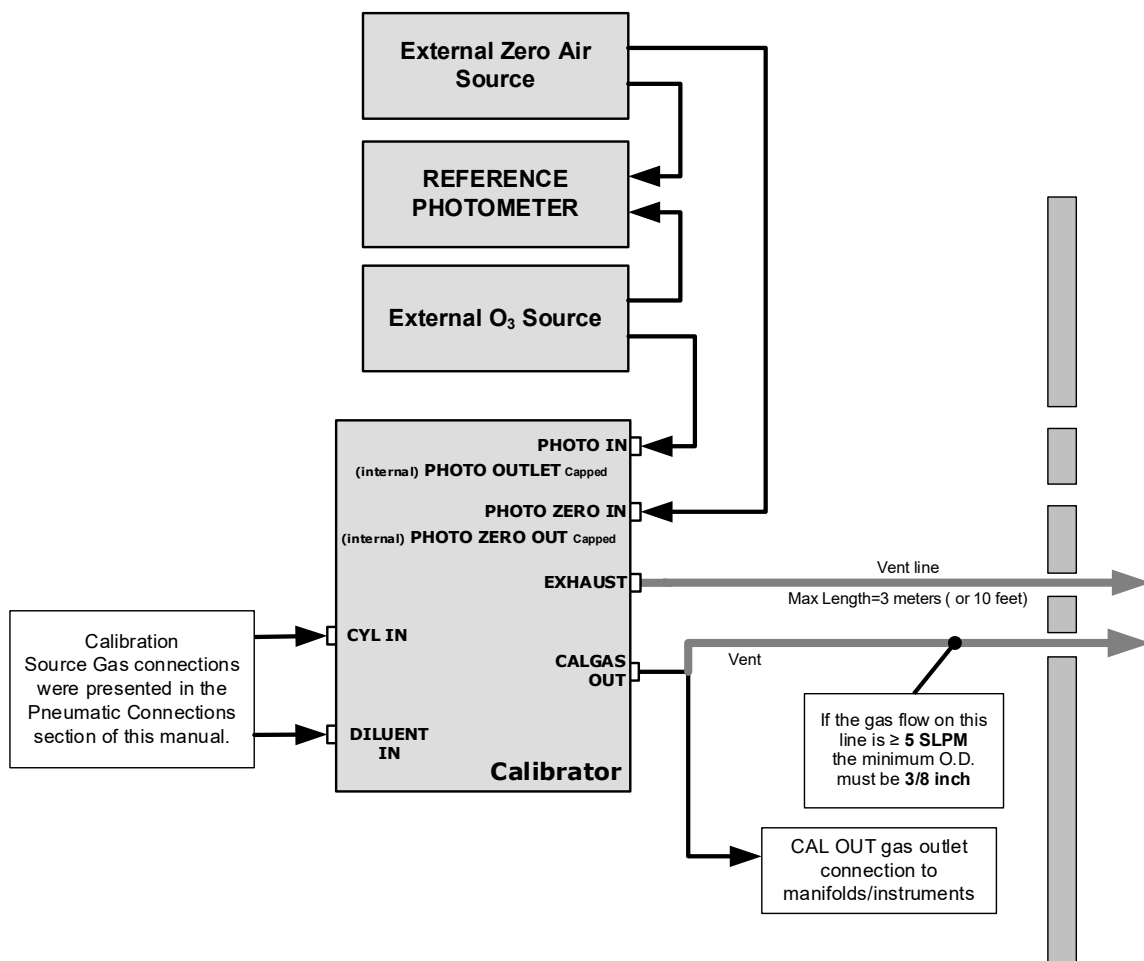 External Zero Air
Source
REFERENCE
PHOTOMETER
External O₃ Source
PHOTO IN
(internal) PHOTO OUTLET Capped
PHOTO ZERO IN
(internal) PHOTO ZERO OUT Capped
EXHAUST
CYL IN
CALGAS
OUT
DILUENT
IN
Calibrator
Calibration
Source Gas connections
were presented in the
Pneumatic Connections
section of this manual.
Vent line
Max Length=3 meters ( or 10 feet)
Vent
If the gas flow on this
line is ≥ 5 SLPM
the minimum O.D.
must be 3/8 inch
CAL OUT gas outlet
connection to
manifolds/instruments